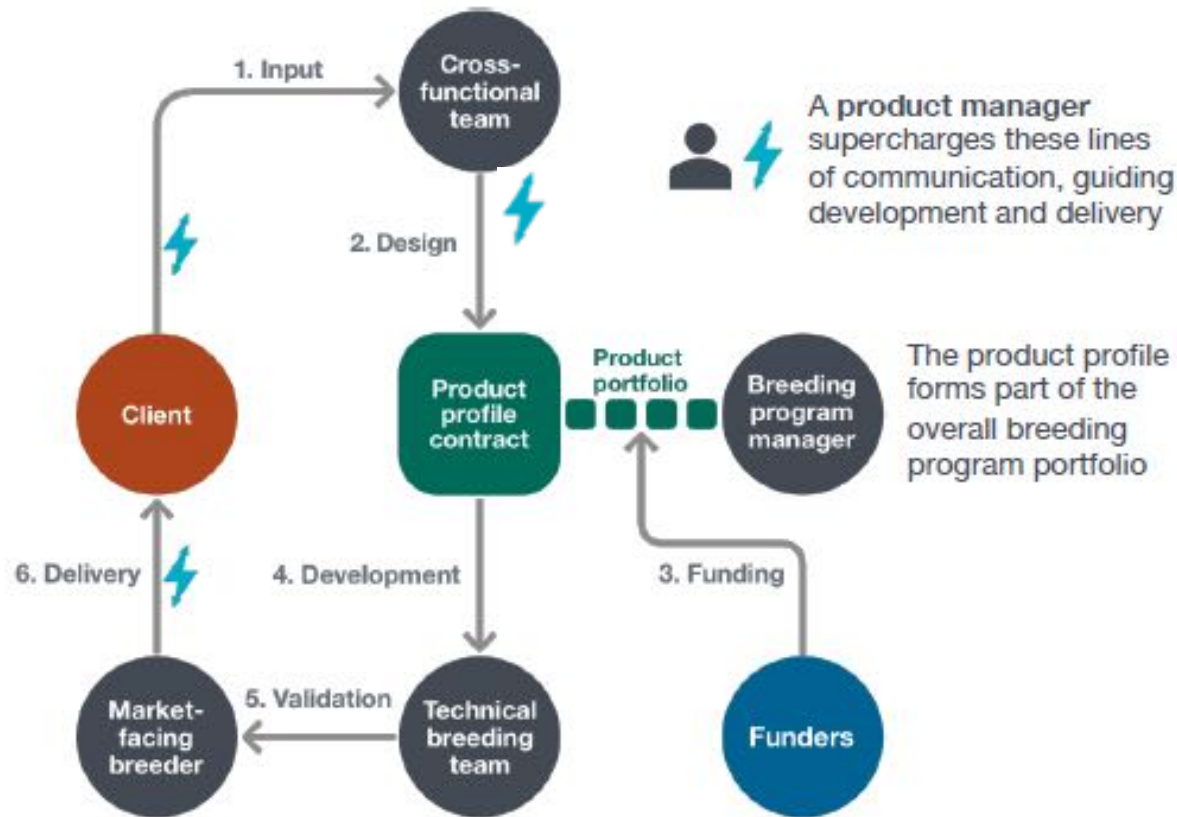 1. Input
Cross-
functional
team
A product manager
supercharges these lines
of communication, guiding
development and delivery
2. Design
Client
Product
profile
contract
Product
portfolio
Breeding
program
manager
The product profile
forms part of the
overall breeding
program portfolio
6. Delivery
4. Development
3. Funding
Market-
facing
breeder
5. Validation
Technical
breeding
team
Funders